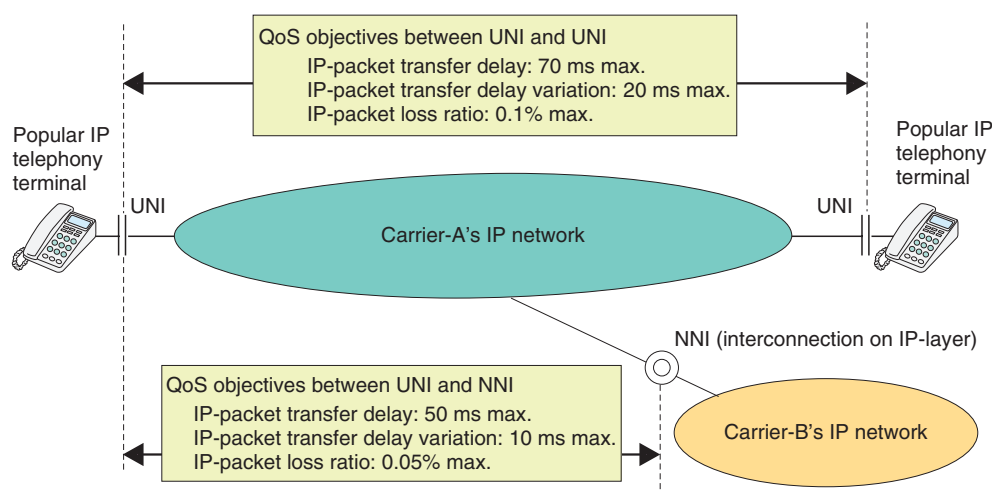 QoS objectives between UNI and UNI
IP-packet transfer delay: 70 ms max.
IP-packet transfer delay variation: 20 ms max.
IP-packet loss ratio: 0.1% max.
Popular IP
telephony
terminal
Popular IP
telephony
terminal
UNI
UNI
Carrier-A's IP network
NNI (interconnection on IP-layer)
QoS objectives between UNI and NNI
IP-packet transfer delay: 50 ms max.
IP-packet transfer delay variation: 10 ms max.
IP-packet loss ratio: 0.05% max.
Carrier-B's IP network